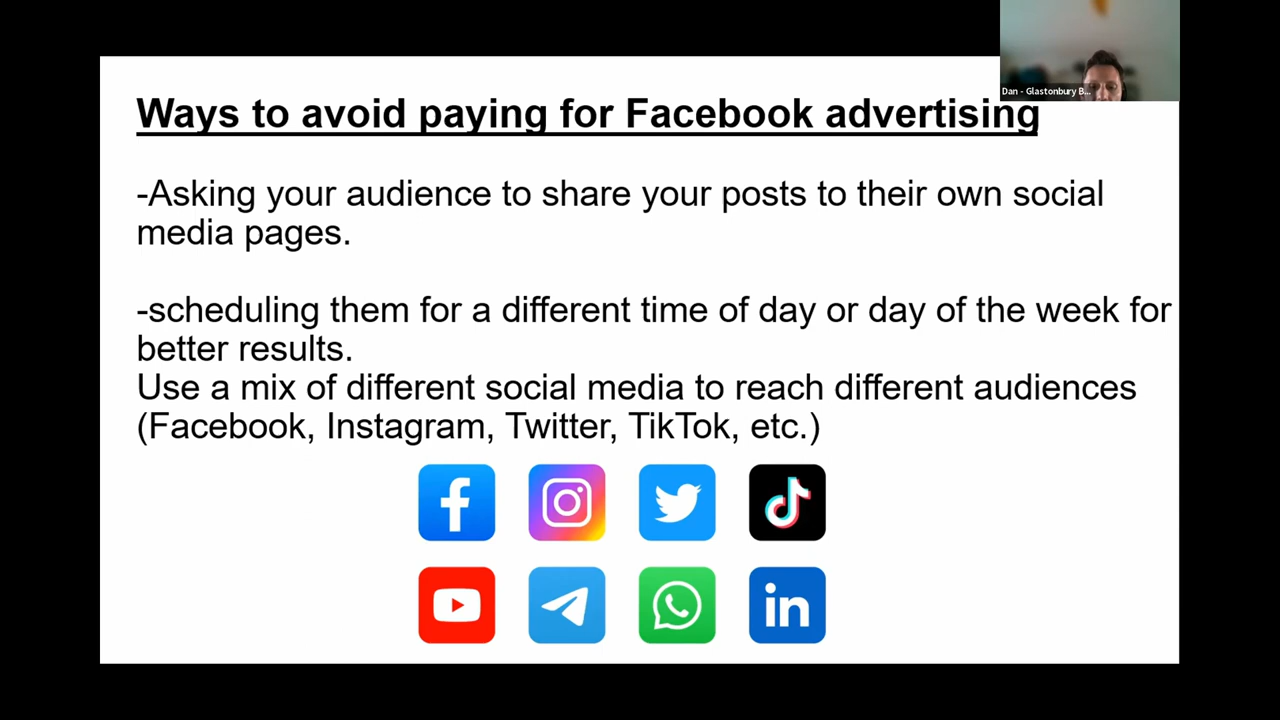 Dan - Glastonbury B...
Ways to avoid paying for Facebook advertising
-Asking your audience to share your posts to their own social
media pages.
-scheduling them for a different time of day or day of the week for
better results.
Use a mix of different social media to reach different audiences
(Facebook, Instagram, Twitter, TikTok, etc.)
in